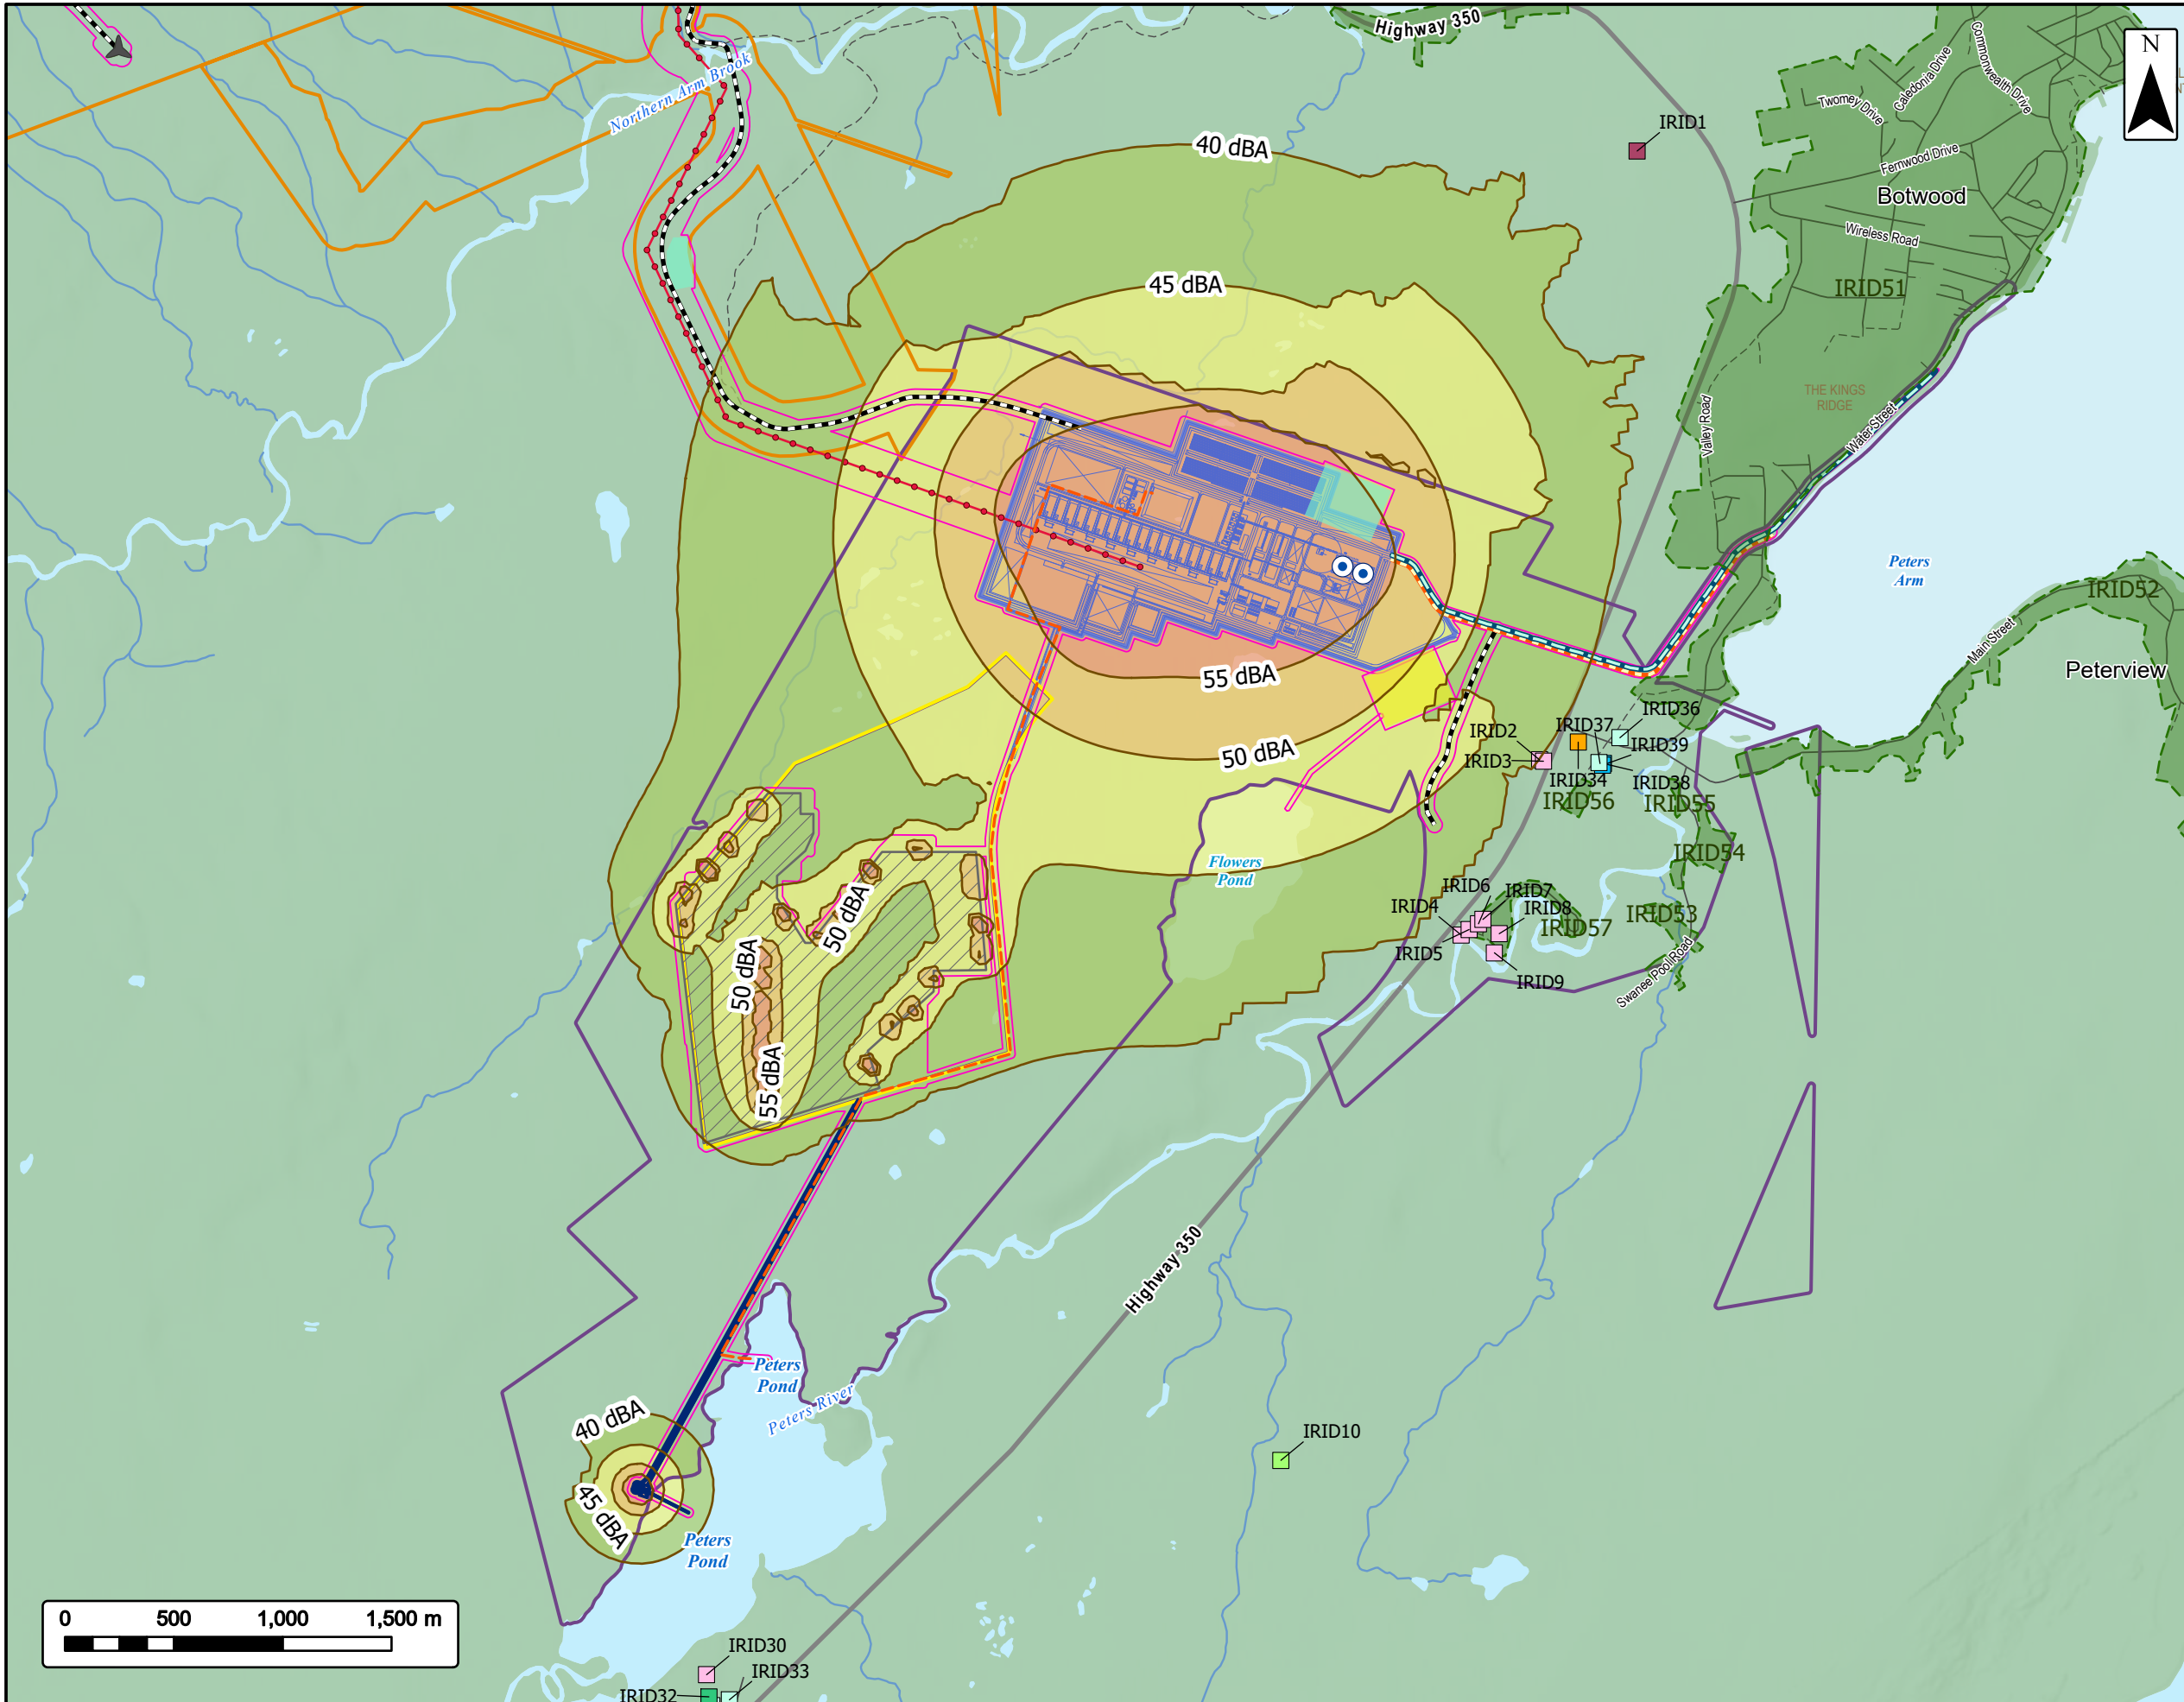 Highway 350
N
Commonwealth Drive
Caledonia Drive
Twomey Drive
Northern Arm Brook
IRID1
40 dBA
Fernwood Drive
Botwood
Wireless Road
45 dBA
IRID51
THE KINGS
RIDGE
Valley Road
Water Street
Peters
Arm
IRID52
Main Street
Peterview
55 dBA
IRID36
IRID37
IRID2
IRID39
50 dBA
IRID3
IRID34
IRID38
IRID56
IRID55
IRID54
Flowers
Pond
IRID6
IRID7
IRID4
IRID8
50 dBA
IRID53
IRID57
IRID5
50 dBA
IRID9
Swanee Pool Road
55 dBA
Highway 350
Peters
Pond
Peters River
40 dBA
IRID10
45 dBA
Peters
Pond
0 500 1,000 1,500 m
IRID30
IRID33
IRID32